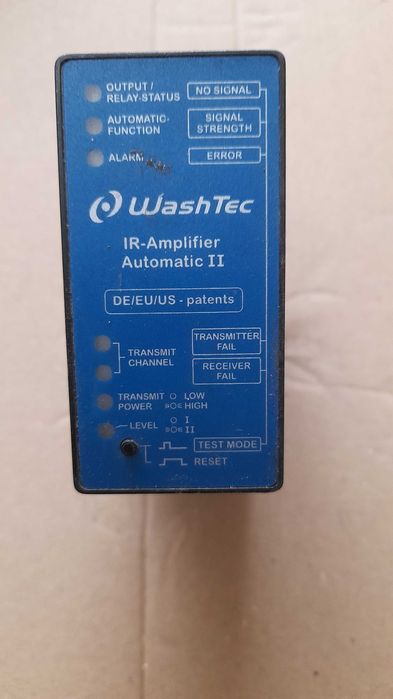 OUTPUT / NO SIGNAL
RELAY-STATUS
AUTOMATIC- SIGNAL
FUNCTION STRENGTH
ALARM ERROR
WashTec
IR-Amplifier
Automatic II
DE/EU/US - patents
TRANSMIT TRANSMITTER
CHANNEL FAIL
RECEIVER
FAIL
TRANSMIT LOW
POWER HIGH
LEVEL I
II
TEST MODE
RESET